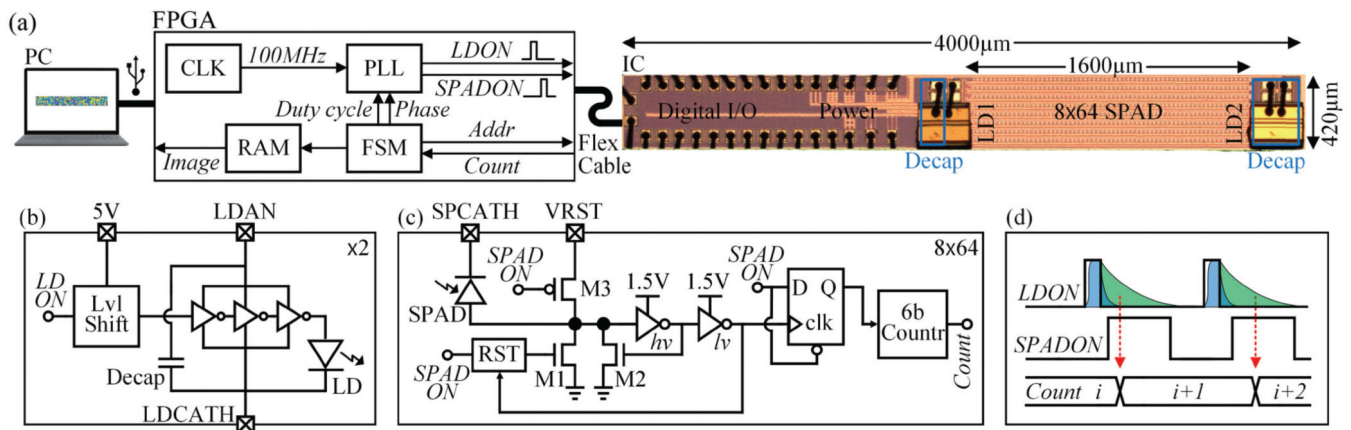 (a)
FPGA
PC
CLK
100MHz
PLL
LDON
SPADON
Duty cycle
Phase
RAM
FSM
Addr
Image
Count
Flex
Cable
4000μm
1600μm
IC
Digital I/O
Power
LD1
8x64 SPAD
LD2
420μm
Decap
Decap
(b)
5V
LDAN
x2
LD
ON
Lvl
Shift
Decap
LD
LDCATH
(c)
SPCATH
VRST
8x64
SPAD
ON
M3
SPAD
1.5V
1.5V
SPAD
ON
D
Q
clk
6b
Countr
hv
lv
RST
SPAD
ON
M1
M2
Count
(d)
LDON
SPADON
Count
i
i+1
i+2